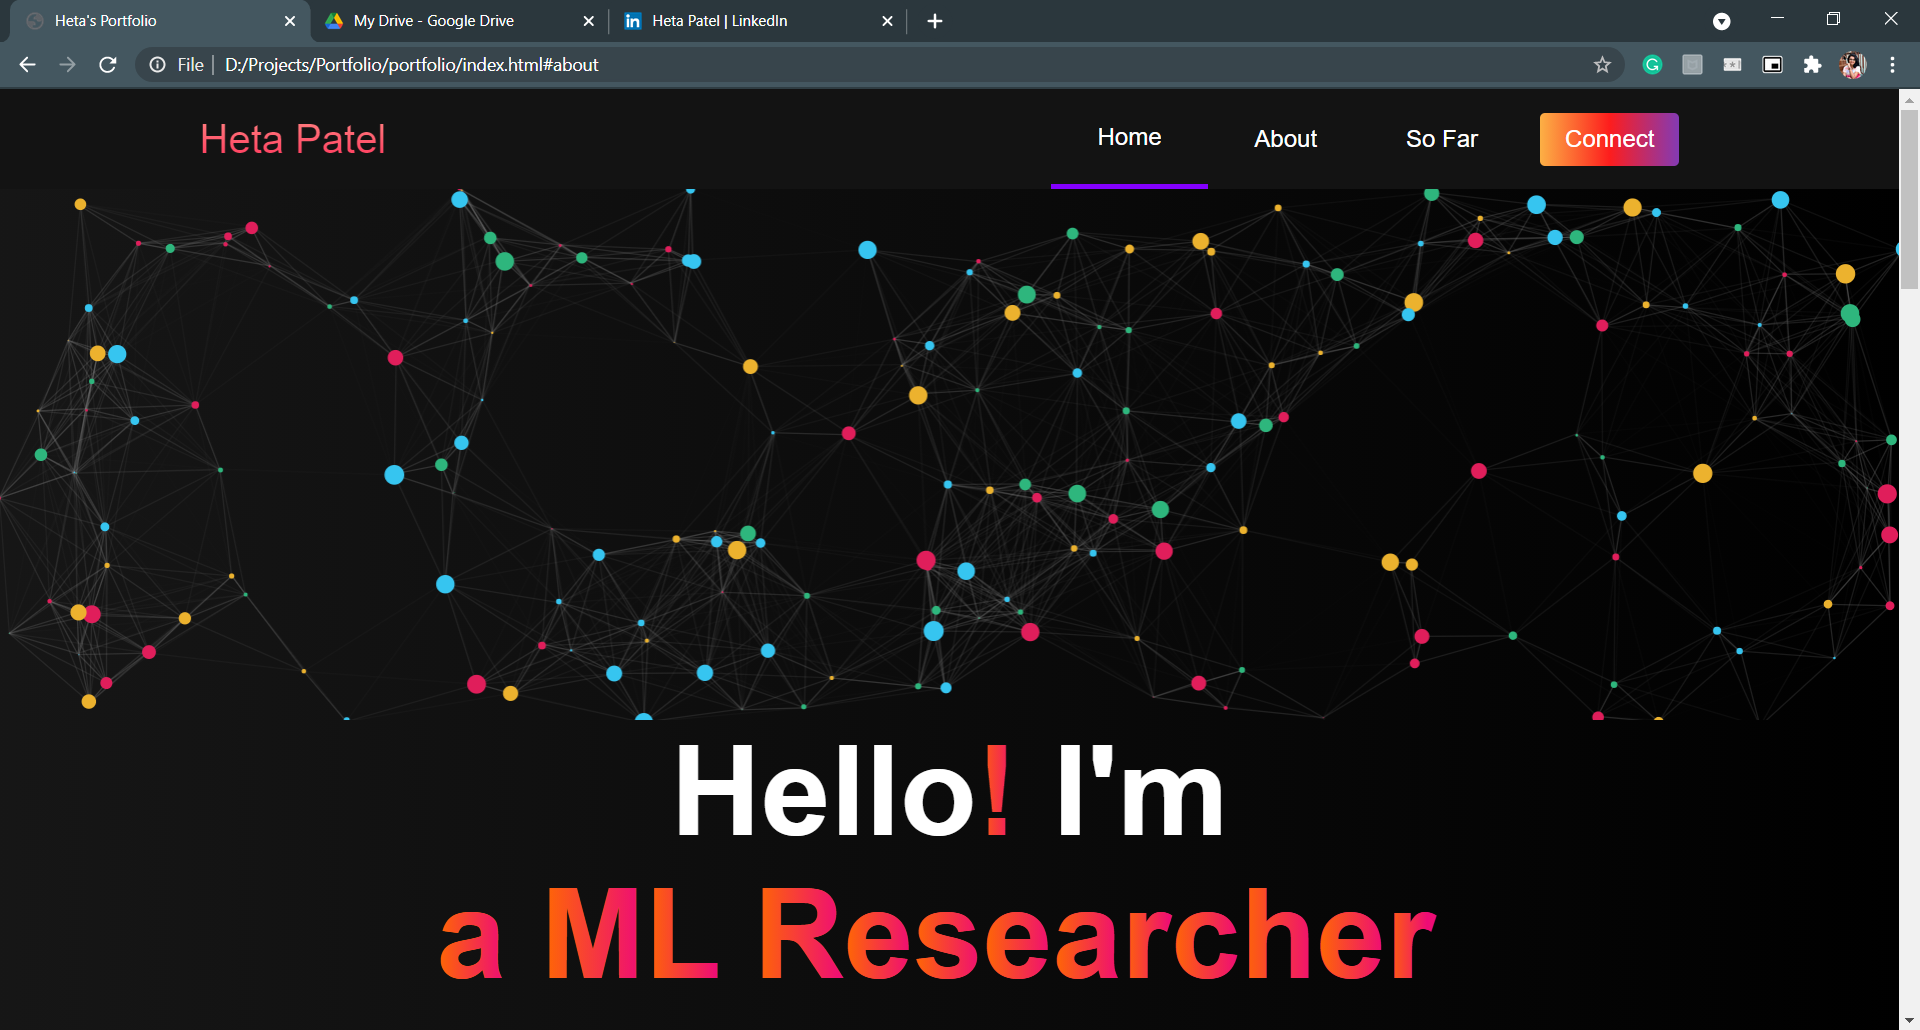 Heta's Portfolio
My Drive - Google Drive
Heta Patel | LinkedIn
File
D:/Projects/Portfolio/portfolio/index.html#about
Heta Patel
Home
About
So Far
Connect
Hello! I'm
a ML Researcher